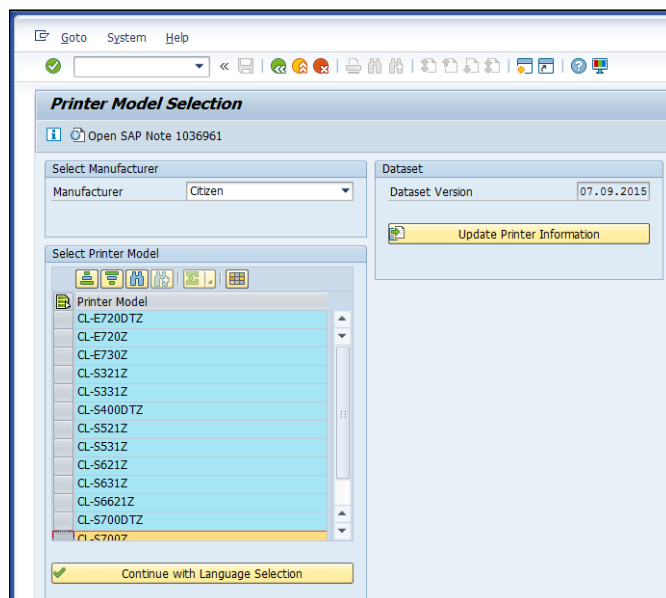 Goto System Help
Printer Model Selection
Open SAP Note 1036961
Select Manufacturer
Manufacturer Citizen
Dataset
Dataset Version 07.09.2015
Update Printer Information
Select Printer Model
Printer Model
CL-E720DTZ
CL-E720Z
CL-E730Z
CL-S321Z
CL-S331Z
CL-S400DTZ
CL-S521Z
CL-S531Z
CL-S621Z
CL-S631Z
CL-S6621Z
CL-S700DTZ
CL-S700Z
Continue with Language Selection